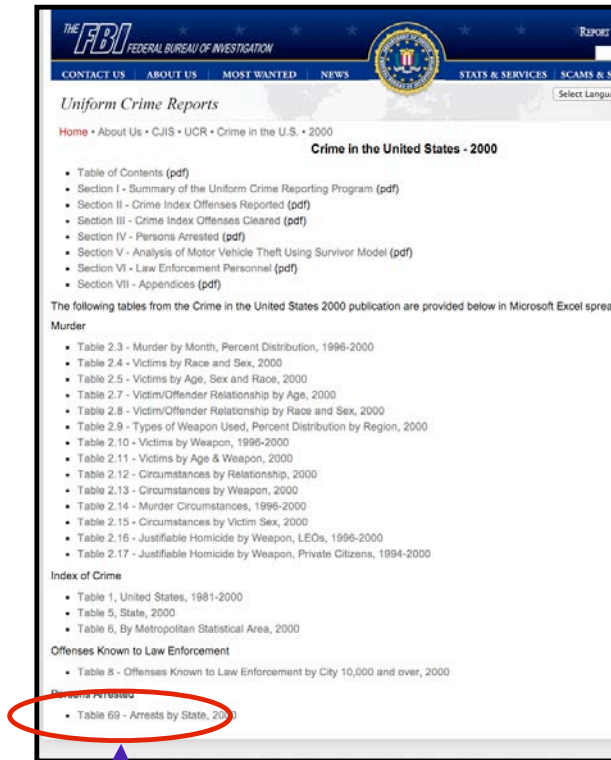 THE FBI FEDERAL BUREAU OF INVESTIGATION
REPORT
CONTACT US | ABOUT US | MOST WANTED | NEWS STATS & SERVICES | SCAMS & S
Uniform Crime Reports
Select Langua
Home • About Us • CJIS • UCR • Crime in the U.S. • 2000
Crime in the United States - 2000
Table of Contents (pdf)
Section I - Summary of the Uniform Crime Reporting Program (pdf)
Section II - Crime Index Offenses Reported (pdf)
Section III - Crime Index Offenses Cleared (pdf)
Section IV - Persons Arrested (pdf)
Section V - Analysis of Motor Vehicle Theft Using Survivor Model (pdf)
Section VI - Law Enforcement Personnel (pdf)
Section VII - Appendices (pdf)
The following tables from the Crime in the United States 2000 publication are provided below in Microsoft Excel sprea
Murder
Table 2.3 - Murder by Month, Percent Distribution, 1996-2000
Table 2.4 - Victims by Race and Sex, 2000
Table 2.5 - Victims by Age, Sex and Race, 2000
Table 2.7 - Victim/Offender Relationship by Age, 2000
Table 2.8 - Victim/Offender Relationship by Race and Sex, 2000
Table 2.9 - Types of Weapon Used, Percent Distribution by Region, 2000
Table 2.10 - Victims by Weapon, 1996-2000
Table 2.11 - Victims by Age & Weapon, 2000
Table 2.12 - Circumstances by Relationship, 2000
Table 2.13 - Circumstances by Weapon, 2000
Table 2.14 - Murder Circumstances, 1996-2000
Table 2.15 - Circumstances by Victim Sex, 2000
Table 2.16 - Justifiable Homicide by Weapon, LEOs, 1996-2000
Table 2.17 - Justifiable Homicide by Weapon, Private Citizens, 1994-2000
Index of Crime
Table 1, United States, 1981-2000
Table 5, State, 2000
Table 6, By Metropolitan Statistical Area, 2000
Offenses Known to Law Enforcement
Table 8 - Offenses Known to Law Enforcement by City 10,000 and over, 2000
Persons Arrested
Table 69 - Arrests by State, 2000